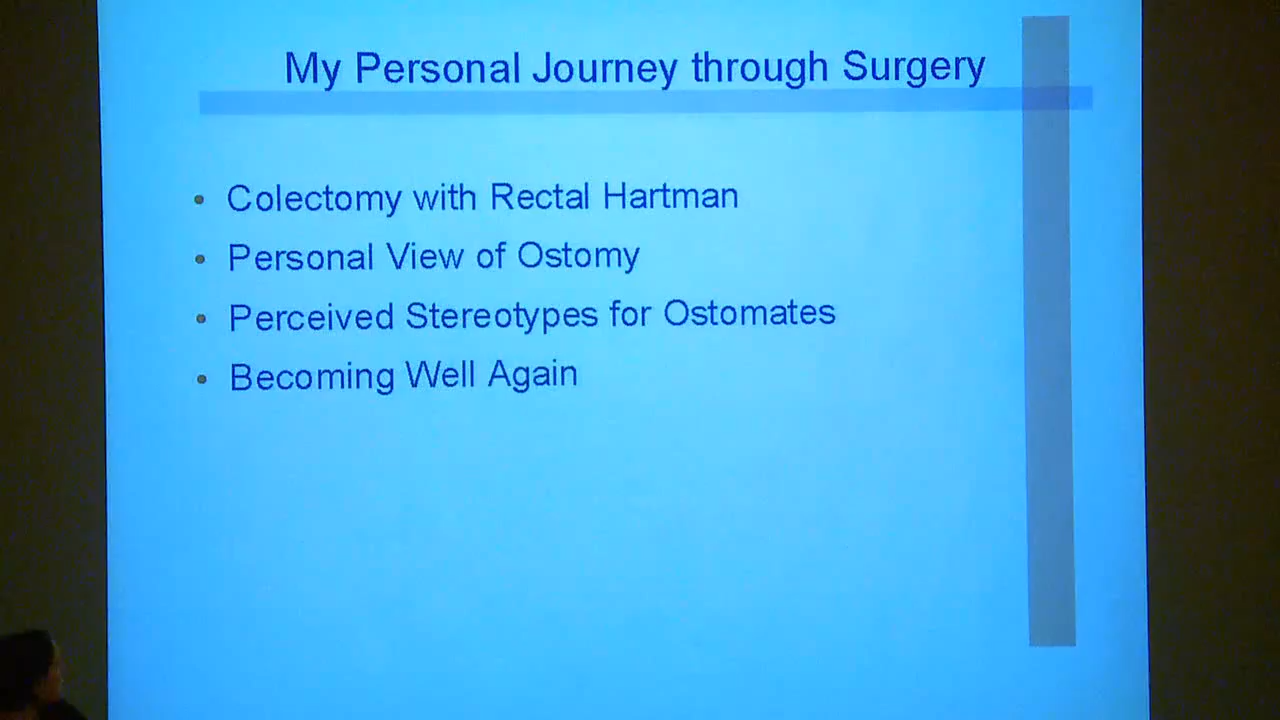 My Personal Journey through Surgery
• Colectomy with Rectal Hartman
• Personal View of Ostomy
• Perceived Stereotypes for Ostomates
• Becoming Well Again